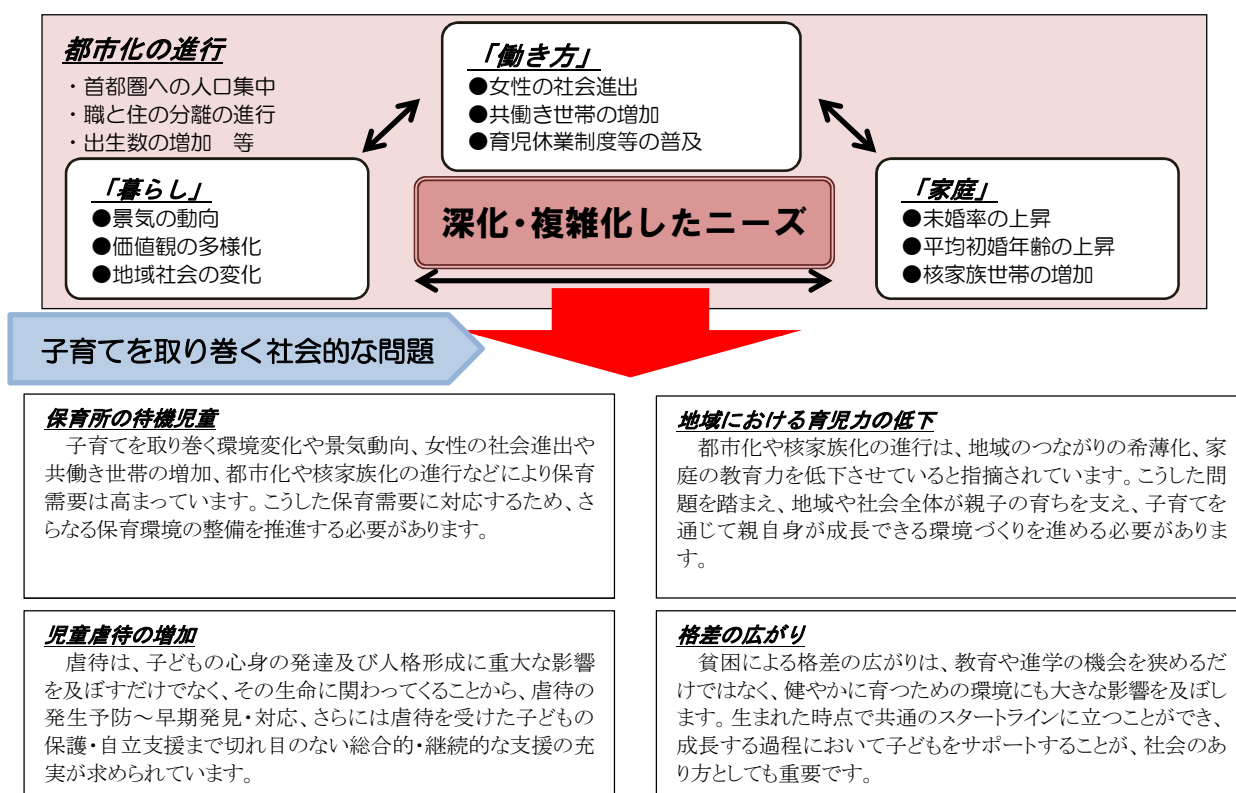 都市化の進行
・首都圏への人口集中
・職と住の分離の進行
・出生数の増加　等
「働き方」
●女性の社会進出
●共働き世帯の増加
●育児休業制度等の普及
「暮らし」
●景気の動向
●価値観の多様化
●地域社会の変化
深化・複雑化したニーズ
「家庭」
●未婚率の上昇
●平均初婚年齢の上昇
●核家族世帯の増加
子育てを取り巻く社会的な問題
保育所の待機児童
　子育てを取り巻く環境変化や景気動向、女性の社会進出や
共働き世帯の増加、都市化や核家族化の進行などにより保育
需要は高まっています。こうした保育需要に対応するため、さ
らなる保育環境の整備を推進する必要があります。
地域における育児力の低下
　都市化や核家族化の進行は、地域のつながりの希薄化、家
庭の教育力を低下させていると指摘されています。こうした問
題を踏まえ、地域や社会全体が親子の育ちを支え、子育てを
通じて親自身が成長できる環境づくりを進める必要がありま
す。
児童虐待の増加
　虐待は、子どもの心身の発達及び人格形成に重大な影響
を及ぼすだけでなく、その生命に関わってくることから、虐待の
発生予防～早期発見・対応、さらには虐待を受けた子どもの
保護・自立支援まで切れ目のない総合的・継続的な支援の充
実が求められています。
格差の広がり
　貧困による格差の広がりは、教育や進学の機会を狭めるだ
けではなく、健やかに育つための環境にも大きな影響を及ぼし
ます。生まれた時点で共通のスタートラインに立つことができ、
成長する過程において子どもをサポートすることが、社会のあ
り方としても重要です。